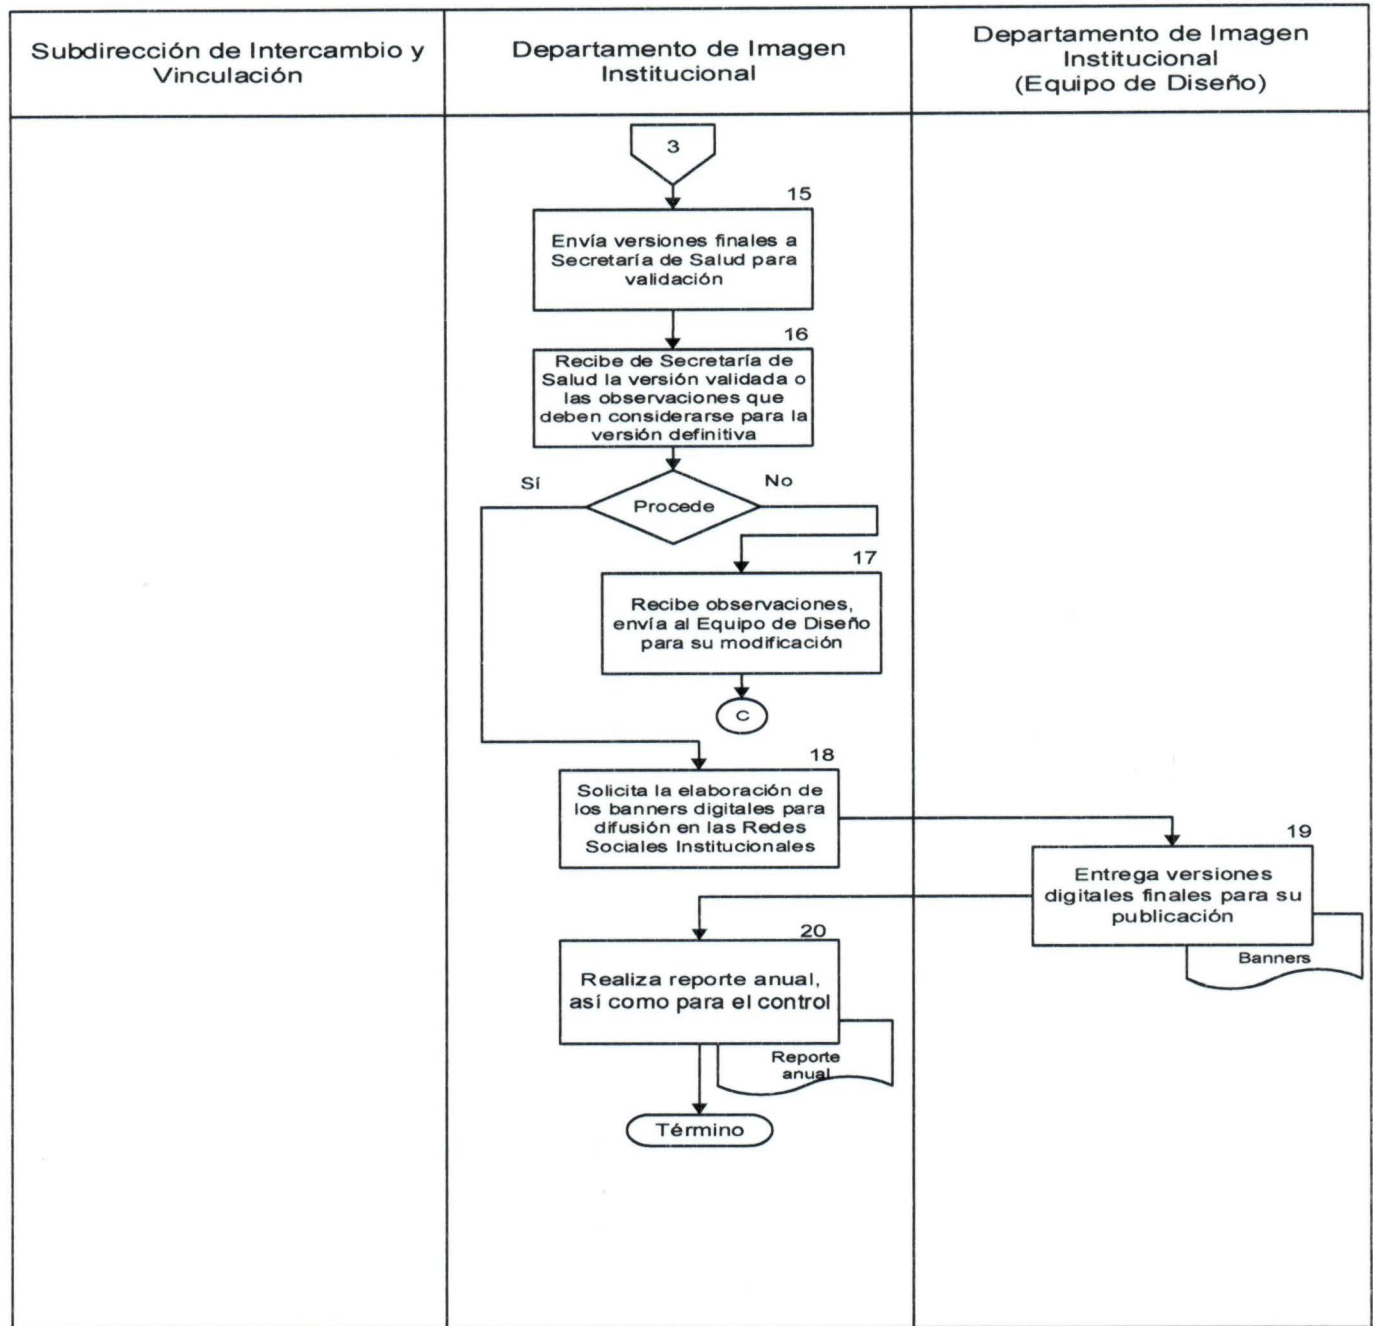 Subdirección de Intercambio y
Vinculación
Departamento de Imagen
Institucional
Departamento de Imagen
Institucional
(Equipo de Diseño)
3
15
Envía versiones finales a
Secretaría de Salud para
validación
16
Recibe de Secretaría de
Salud la versión validada o
las observaciones que
deben considerarse para la
versión definitiva
Sí
No
Procede
17
Recibe observaciones,
envía al Equipo de Diseño
para su modificación
C
18
Solicita la elaboración de
los banners digitales para
difusión en las Redes
Sociales Institucionales
19
Entrega versiones
digitales finales para su
publicación
Banners
20
Realiza reporte anual,
así como para el control
Reporte
anual
Término